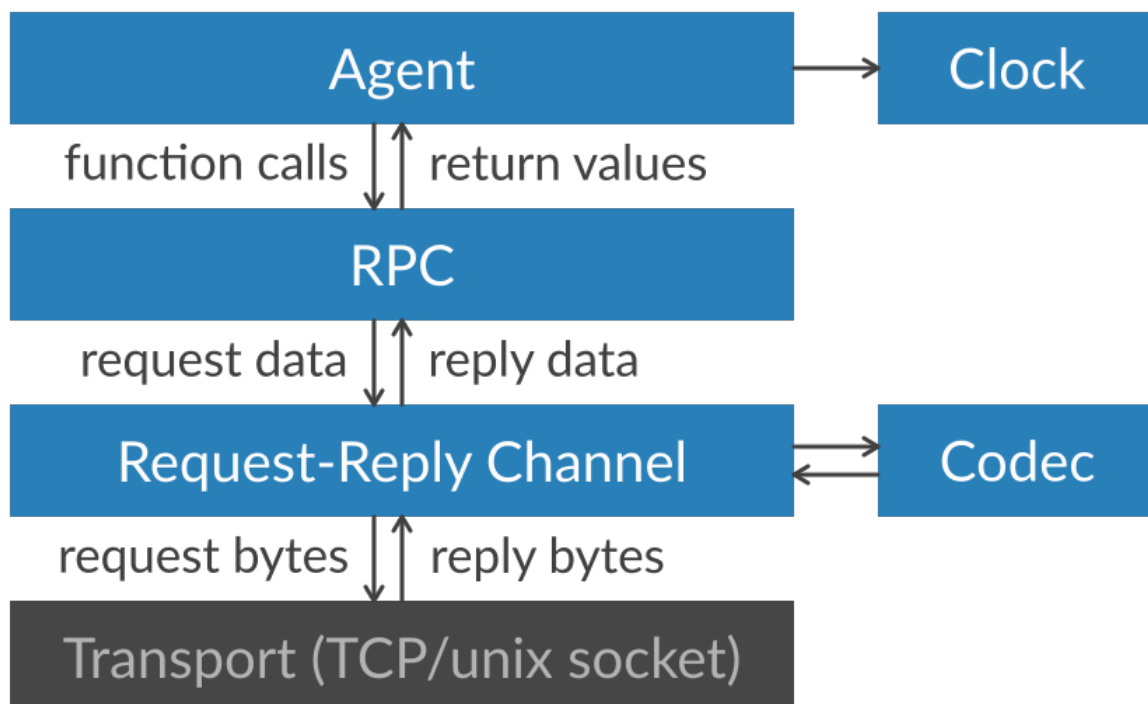 Agent
Clock
function calls
return values
RPC
request data
reply data
Request-Reply Channel
Codec
request bytes
reply bytes
Transport (TCP/unix socket)